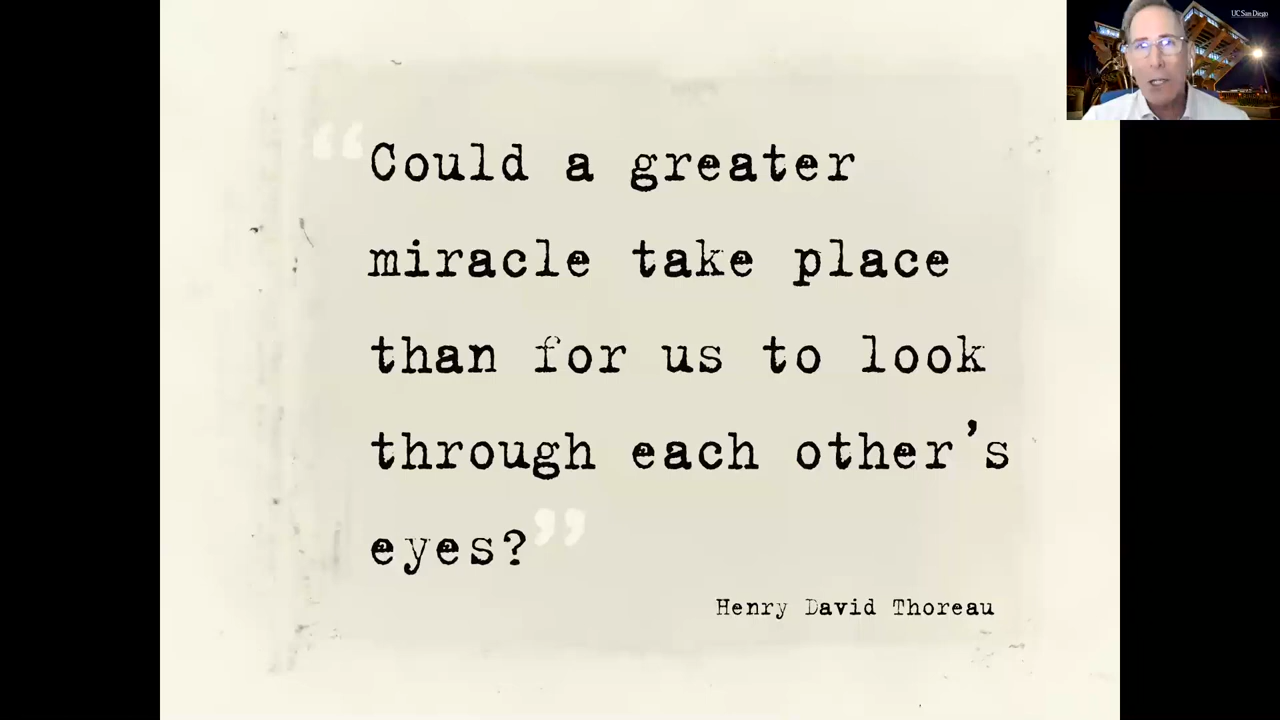 UC San Diego
“Could a greater
miracle take place
than for us to look
through each other’s
eyes?”
Henry David Thoreau